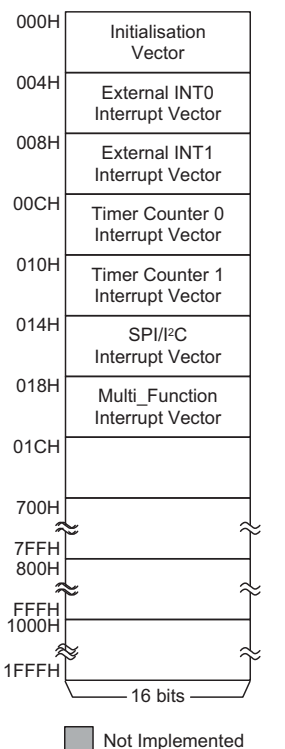 000H
Initialisation
Vector
004H
External INT0
Interrupt Vector
008H
External INT1
Interrupt Vector
00CH
Timer Counter 0
Interrupt Vector
010H
Timer Counter 1
Interrupt Vector
014H
SPI/I²C
Interrupt Vector
018H
Multi_Function
Interrupt Vector
01CH
700H
7FFH
800H
FFFH
1000H
1FFFH
16 bits
Not Implemented